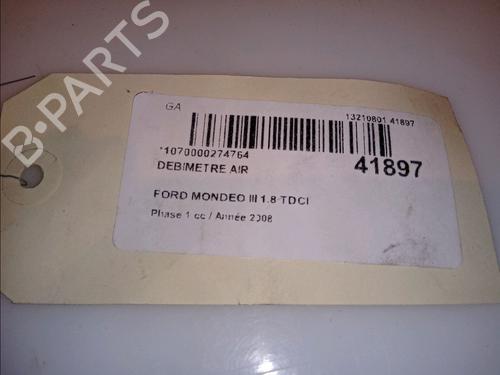 B-PARTS
GA
13210801 41897
*1070000274764
41897
DEBIMETRE AIR
FORD MONDEO III 1.8 TDCI
Phase 1 cc / Année 2008